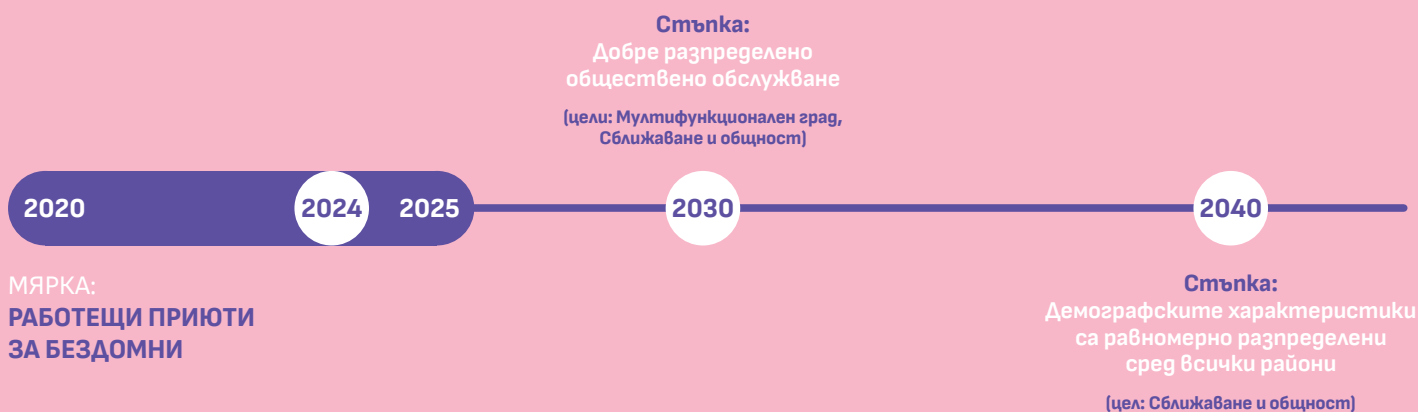 Стъпка:
Добре разпределено
обществено обслужване
(цели: Мултифункционален град,
Сближаване и общност)
2020
2024
2025
2030
2040
МЯРКА:
РАБОТЕЩИ ПРИЮТИ
ЗА БЕЗДОМНИ
Стъпка:
Демографските характеристики
са равномерно разпределени
сред всички райони
(цел: Сближаване и общност)